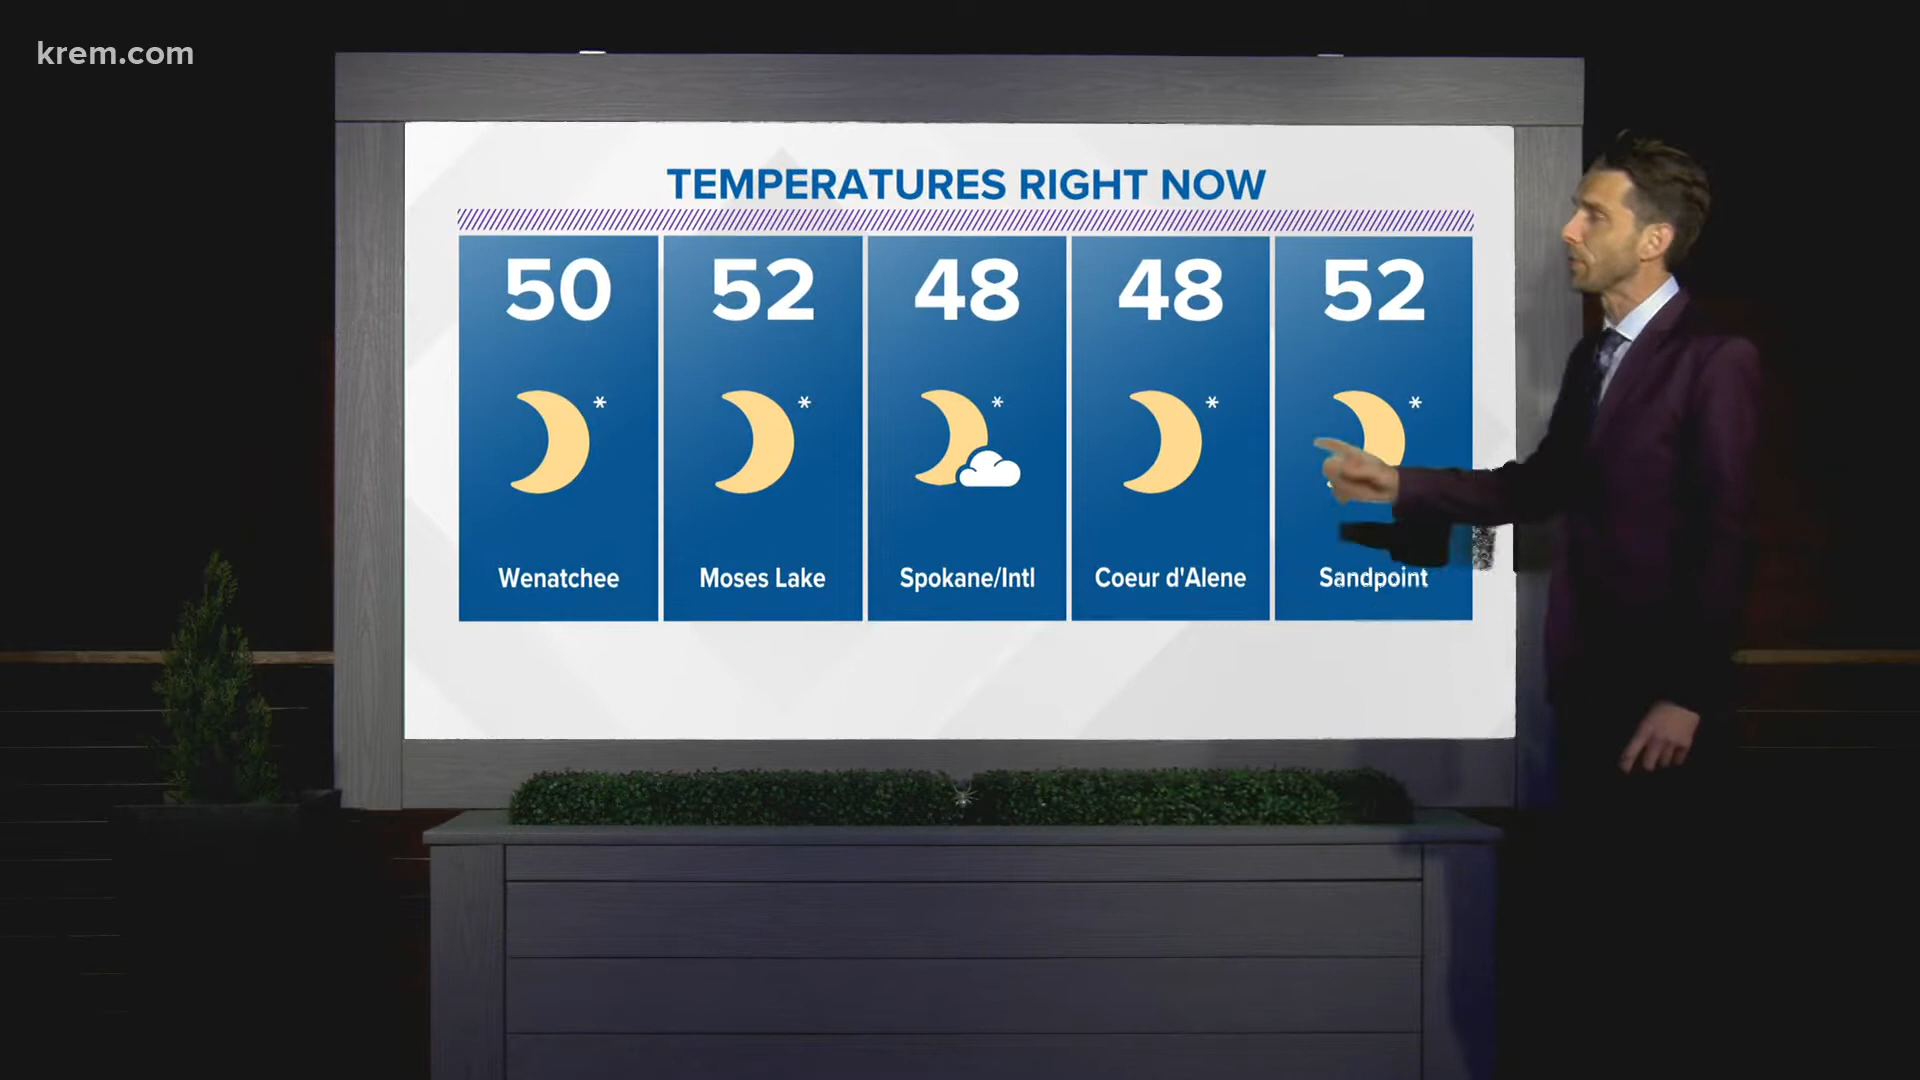 krem.com
TEMPERATURES RIGHT NOW
50 52 48 48 52
Wenatchee Moses Lake Spokane/Intl Coeur d'Alene Sandpoint